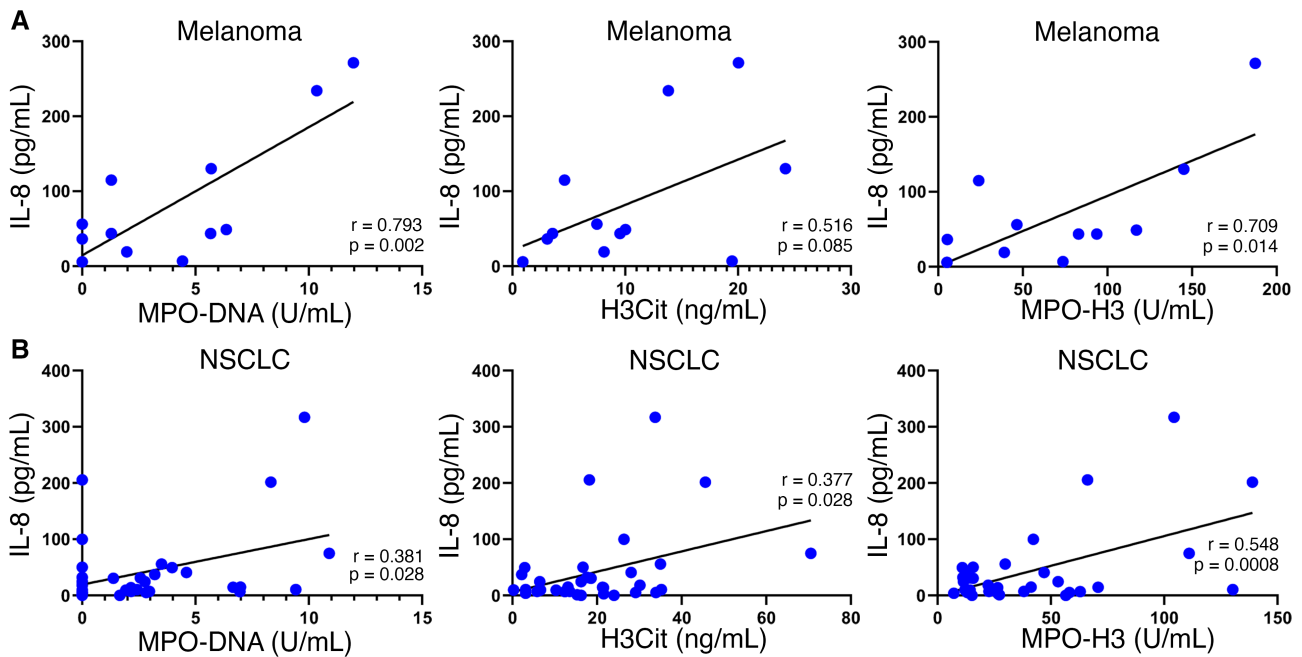 A
Melanoma
300
200
100
0
IL-8 (pg/mL)
r = 0.793
p = 0.002
0 5 10 15
MPO-DNA (U/mL)
Melanoma
300
200
100
0
IL-8 (pg/mL)
r = 0.516
p = 0.085
0 10 20 30
H3Cit (ng/mL)
Melanoma
300
200
100
0
IL-8 (pg/mL)
r = 0.709
p = 0.014
0 50 100 150 200
MPO-H3 (U/mL)
B
NSCLC
400
300
200
100
0
IL-8 (pg/mL)
r = 0.381
p = 0.028
0 5 10 15
MPO-DNA (U/mL)
NSCLC
400
300
200
100
0
IL-8 (pg/mL)
r = 0.377
p = 0.028
0 20 40 60 80
H3Cit (ng/mL)
NSCLC
400
300
200
100
0
IL-8 (pg/mL)
r = 0.548
p = 0.0008
0 50 100 150
MPO-H3 (U/mL)